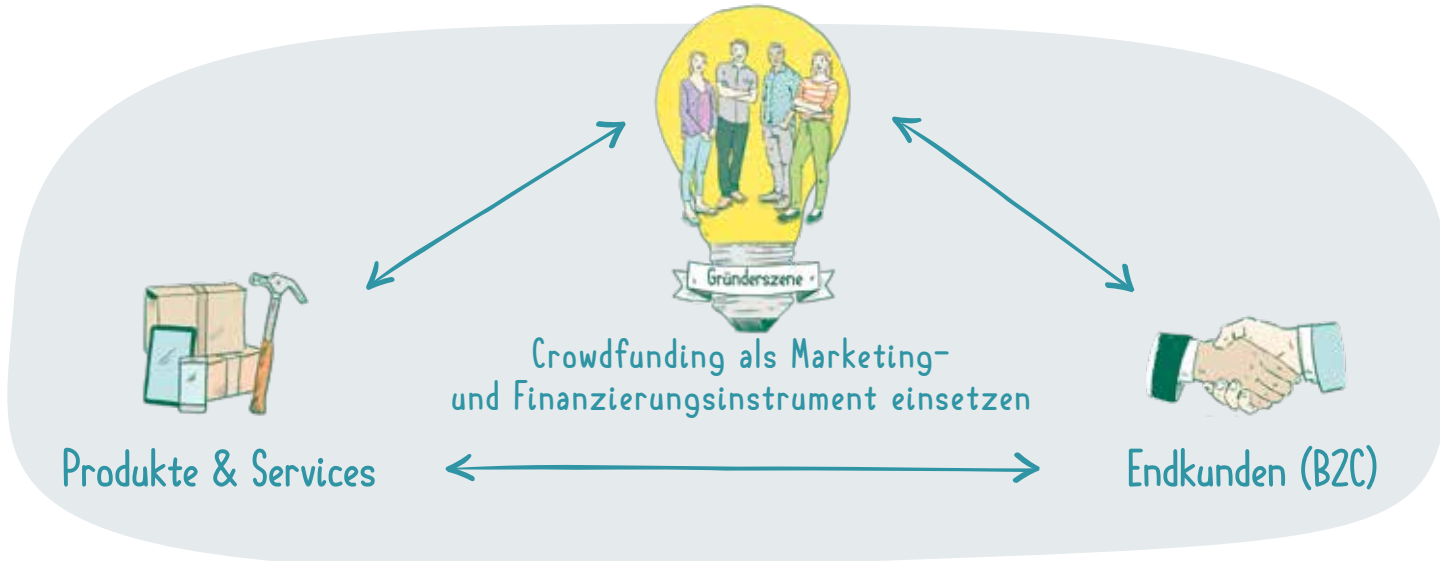 Gründerszene
Crowdfunding als Marketing-
und Finanzierungsinstrument einsetzen
Produkte & Services
Endkunden (B2C)